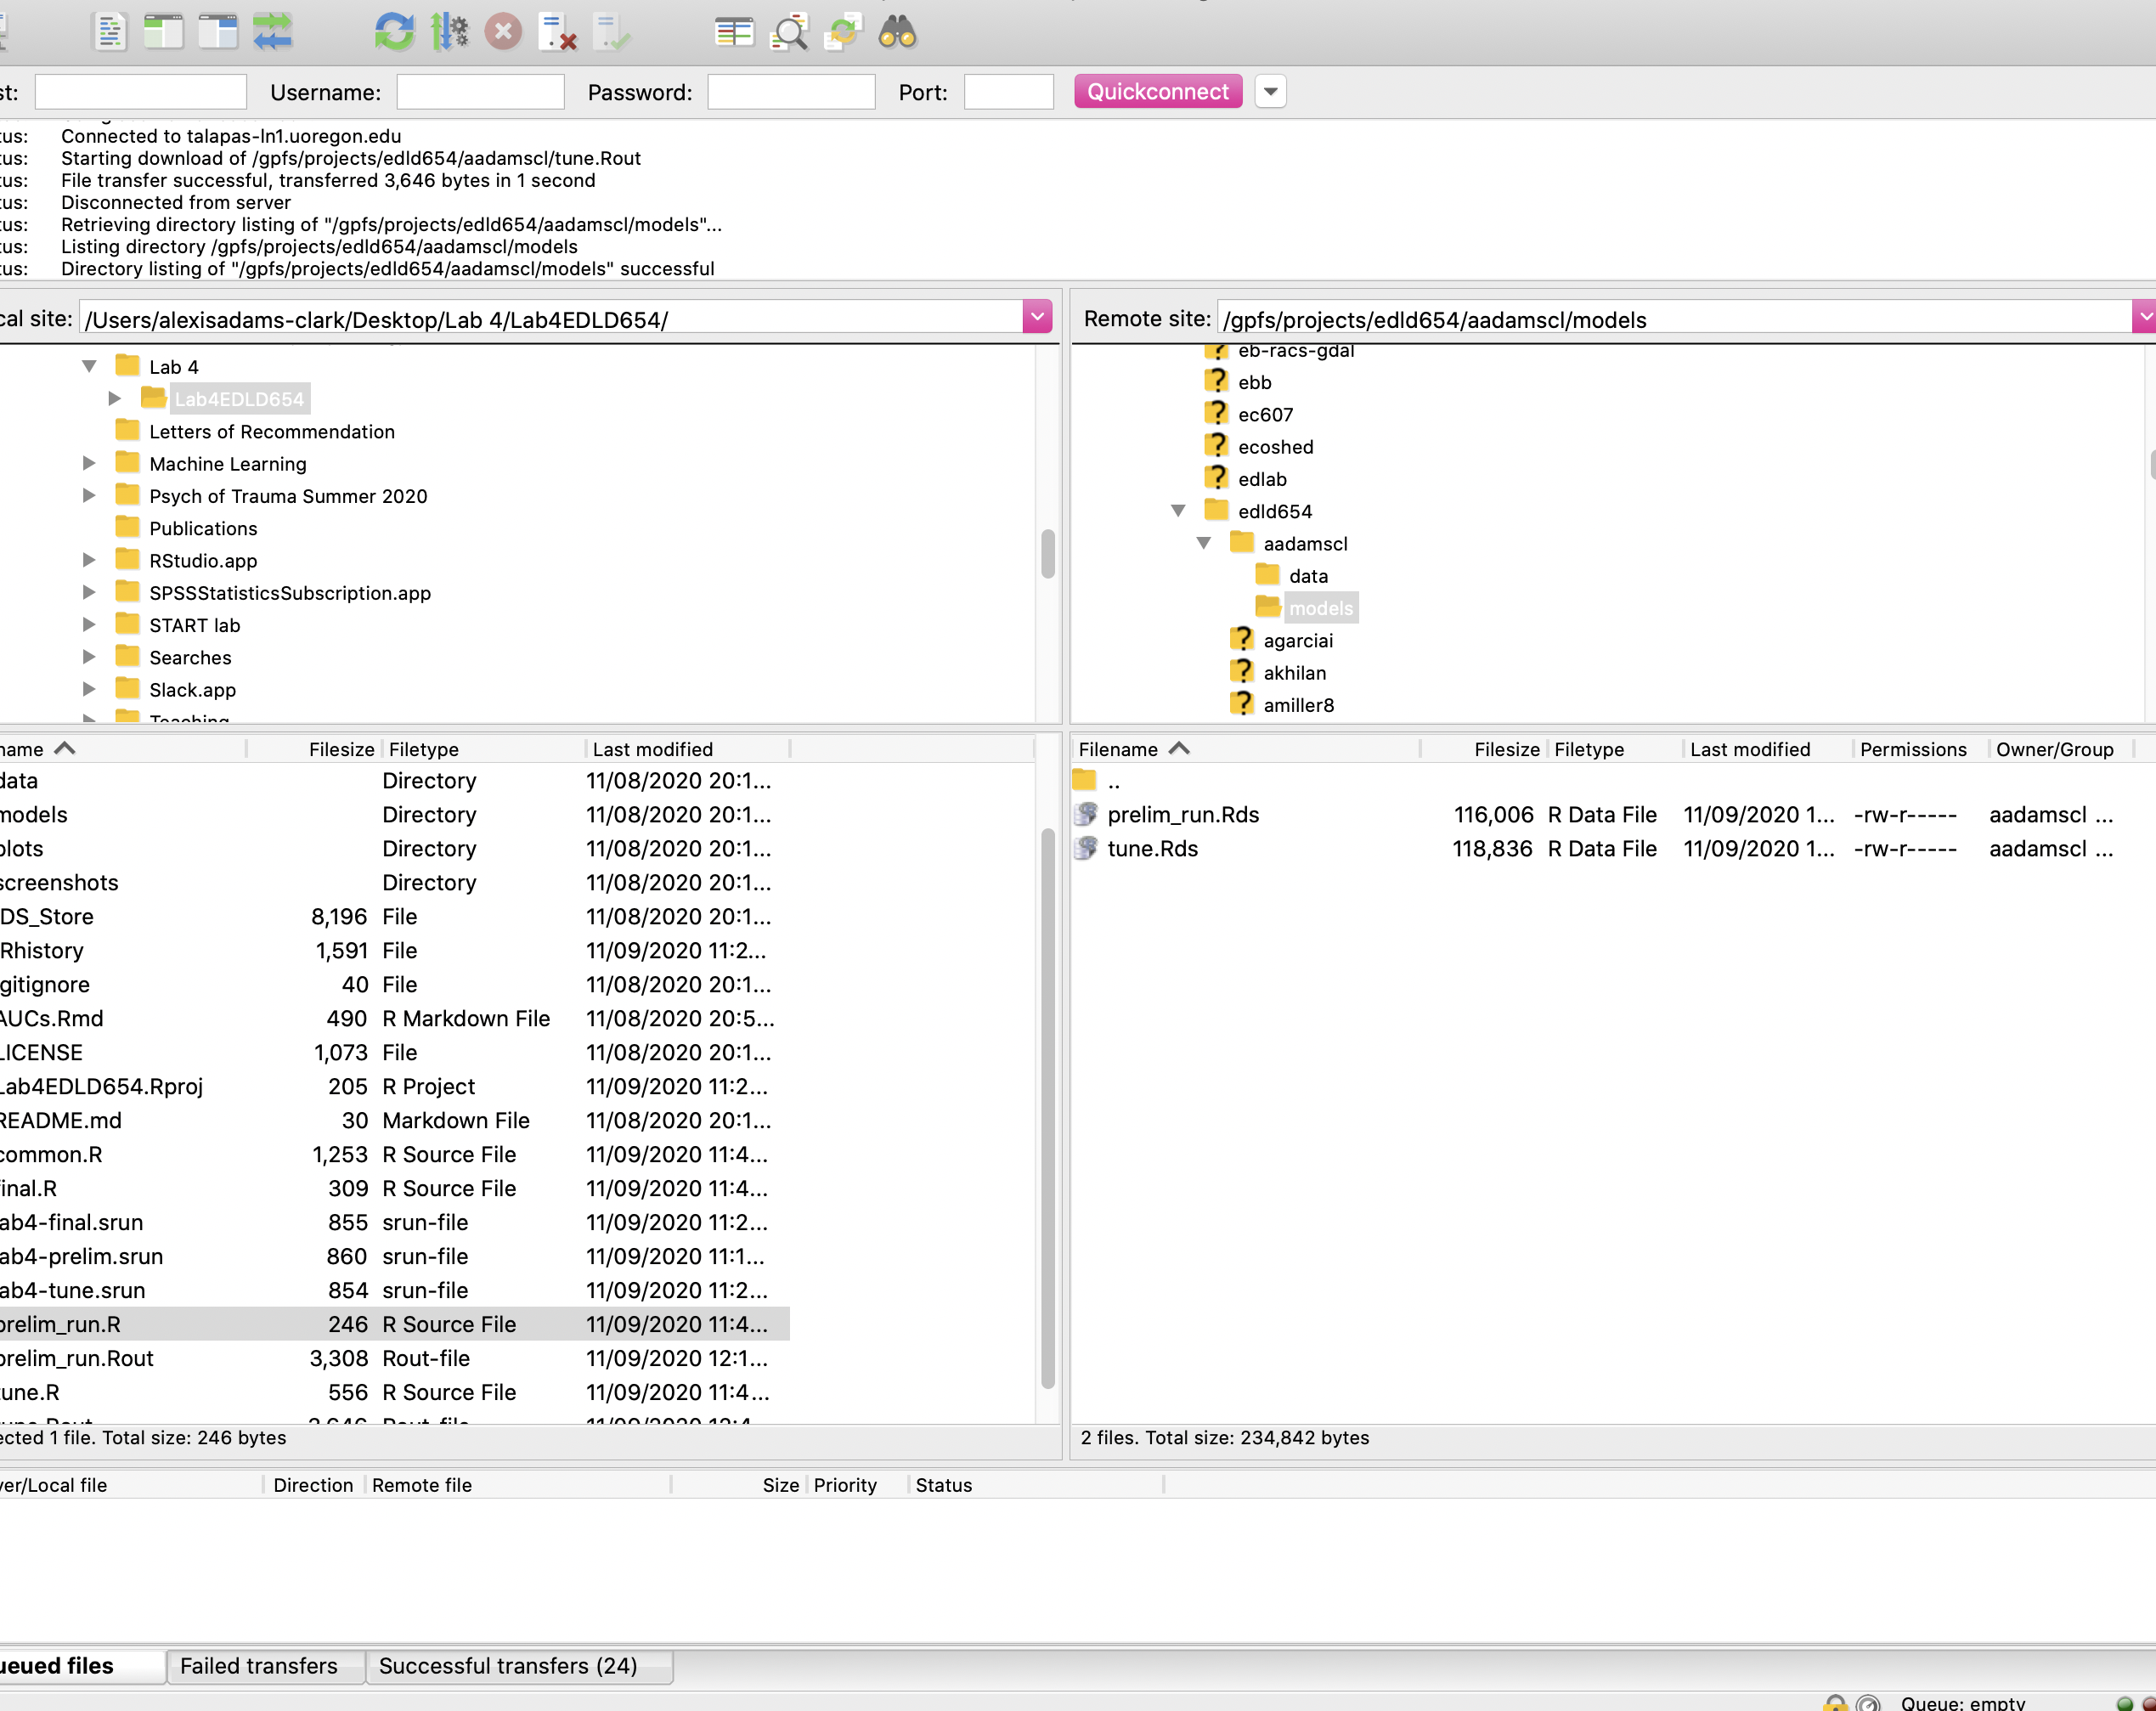 st: Username: Password: Port: Quickconnect
tus: Connected to talapas-ln1.uoregon.edu
tus: Starting download of /gpfs/projects/edld654/aadamscl/tune.Rout
tus: File transfer successful, transferred 3,646 bytes in 1 second
tus: Disconnected from server
tus: Retrieving directory listing of "/gpfs/projects/edld654/aadamscl/models"...
tus: Listing directory /gpfs/projects/edld654/aadamscl/models
tus: Directory listing of "/gpfs/projects/edld654/aadamscl/models" successful
cal site: /Users/alexisadams-clark/Desktop/Lab 4/Lab4EDLD654/
Lab 4
Lab4EDLD654
Letters of Recommendation
Machine Learning
Psych of Trauma Summer 2020
Publications
RStudio.app
SPSSStatisticsSubscription.app
START lab
Searches
Slack.app
Teaching
Remote site: /gpfs/projects/edld654/aadamscl/models
eb-racs-gdal
ebb
ec607
ecoshed
edlab
edld654
aadamscl
data
models
agarciai
akhilan
amiller8
name Filesize Filetype Last modified
data Directory 11/08/2020 20:1...
models Directory 11/08/2020 20:1...
plots Directory 11/08/2020 20:1...
screenshots Directory 11/08/2020 20:1...
DS_Store 8,196 File 11/08/2020 20:1...
Rhistory 1,591 File 11/09/2020 11:2...
gitignore 40 File 11/08/2020 20:1...
AUCs.Rmd 490 R Markdown File 11/08/2020 20:5...
LICENSE 1,073 File 11/08/2020 20:1...
Lab4EDLD654.Rproj 205 R Project 11/09/2020 11:2...
README.md 30 Markdown File 11/08/2020 20:1...
common.R 1,253 R Source File 11/09/2020 11:4...
final.R 309 R Source File 11/09/2020 11:4...
lab4-final.srun 855 srun-file 11/09/2020 11:2...
lab4-prelim.srun 860 srun-file 11/09/2020 11:1...
lab4-tune.srun 854 srun-file 11/09/2020 11:2...
prelim_run.R 246 R Source File 11/09/2020 11:4...
prelim_run.Rout 3,308 Rout-file 11/09/2020 12:1...
tune.R 556 R Source File 11/09/2020 11:4...
tune.Rout 3,646 Rout-file 11/09/2020 12:4...
ected 1 file. Total size: 246 bytes
Filename Filesize Filetype Last modified Permissions Owner/Group
..
prelim_run.Rds 116,006 R Data File 11/09/2020 1... -rw-r----- aadamscl ...
tune.Rds 118,836 R Data File 11/09/2020 1... -rw-r----- aadamscl ...
2 files. Total size: 234,842 bytes
ver/Local file Direction Remote file Size Priority Status
ueued files Failed transfers Successful transfers (24)
Queue: empty